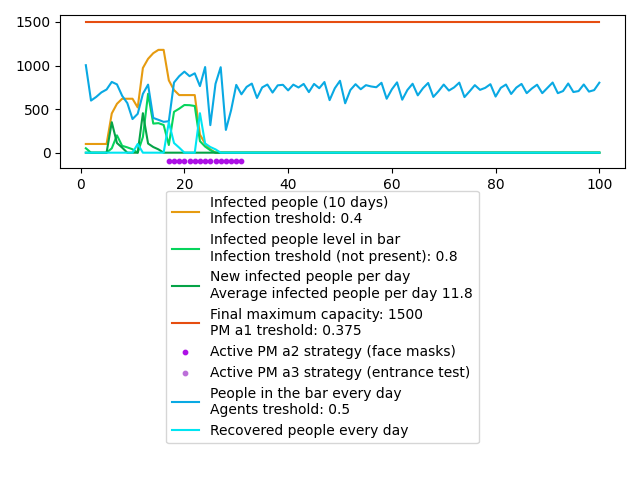 1500
1000
500
0
0 20 40 60 80 100
Infected people (10 days)
Infection treshold: 0.4
Infected people level in bar
Infection treshold (not present): 0.8
New infected people per day
Average infected people per day 11.8
Final maximum capacity: 1500
PM a1 treshold: 0.375
Active PM a2 strategy (face masks)
Active PM a3 strategy (entrance test)
People in the bar every day
Agents treshold: 0.5
Recovered people every day